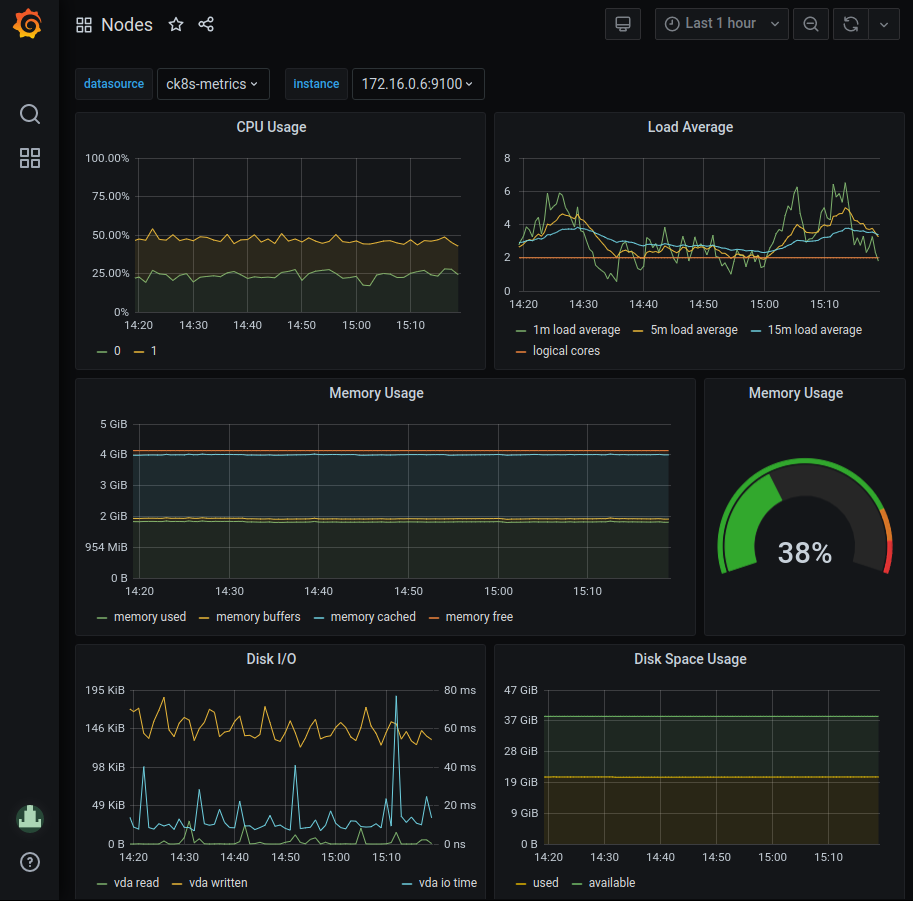 Nodes
Last 1 hour
datasource ck8s-metrics instance 172.16.0.6:9100
CPU Usage
100.00%
75.00%
50.00%
25.00%
0%
14:20 14:30 14:40 14:50 15:00 15:10
0 1
Load Average
8
6
4
2
0
14:20 14:30 14:40 14:50 15:00 15:10
1m load average 5m load average 15m load average
logical cores
Memory Usage
5 GiB
4 GiB
3 GiB
2 GiB
954 MiB
0 B
14:20 14:30 14:40 14:50 15:00 15:10
memory used memory buffers memory cached memory free
Memory Usage
38%
Disk I/O
195 KiB 80 ms
146 KiB 60 ms
98 KiB 40 ms
49 KiB 20 ms
0 B 0 ns
14:20 14:30 14:40 14:50 15:00 15:10
vda read vda written vda io time
Disk Space Usage
47 GiB
37 GiB
28 GiB
19 GiB
9 GiB
0 B
14:20 14:30 14:40 14:50 15:00 15:10
used available